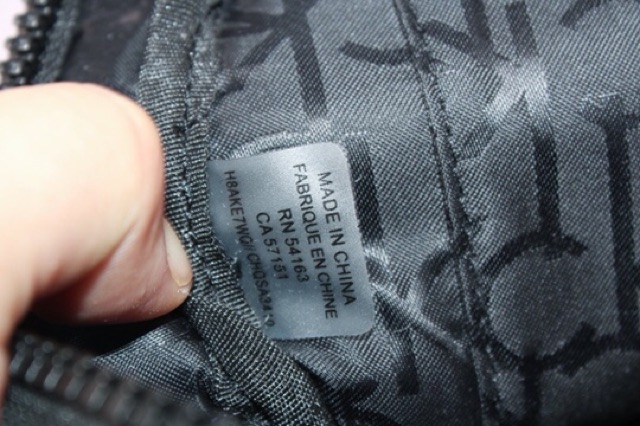 MADE IN CHINA
FABRIQUE EN CHINE
RN 54163
CA 57151